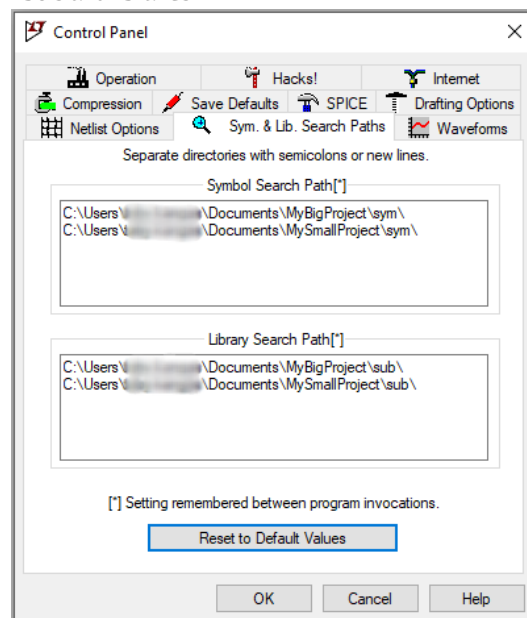 Control Panel
Operation Hacks! Internet
Compression Save Defaults SPICE Drafting Options
Netlist Options Sym. & Lib. Search Paths Waveforms
Separate directories with semicolons or new lines.
Symbol Search Path[*]
C:\Users\ \Documents\MyBigProject\sym\
C:\Users\ \Documents\MySmallProject\sym\
Library Search Path[*]
C:\Users\ \Documents\MyBigProject\sub\
C:\Users\ \Documents\MySmallProject\sub\
[*] Setting remembered between program invocations.
Reset to Default Values
OK Cancel Help